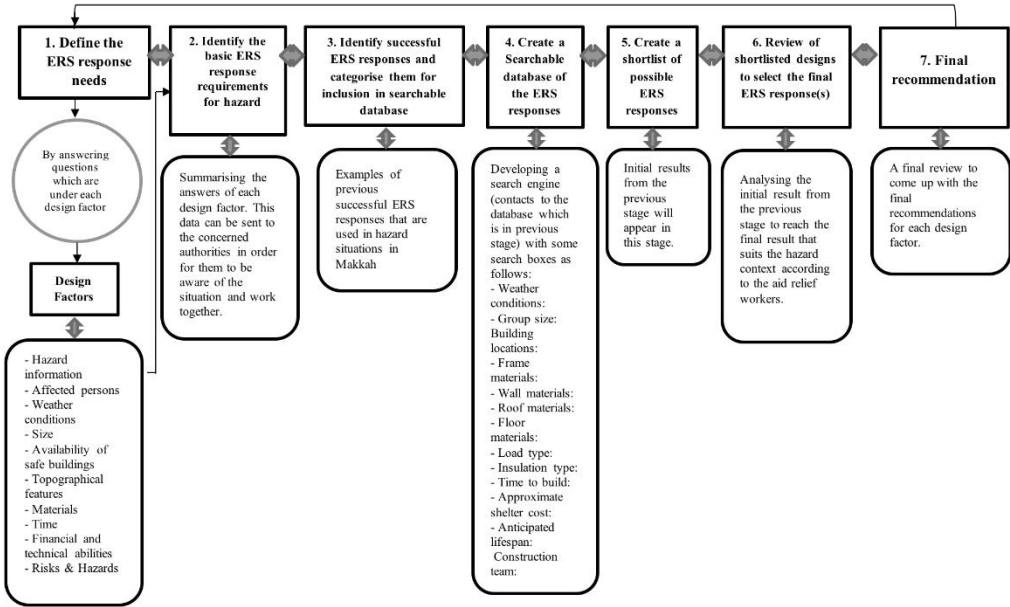 1. Define the
ERS response
needs
2. Identify the
basic ERS
response
requirements
for hazard
3. Identify successful
ERS responses and
categorise them for
inclusion in searchable
database
4. Create a
Searchable
database of
the ERS
responses
5. Create a
shortlist of
possible
ERS
responses
6. Review of
shortlisted designs
to select the final
ERS response(s)
7. Final
recommendation
By answering
questions
which are
under each
design factor
Design
Factors
- Hazard
information
- Affected persons
- Weather
conditions
- Size
- Availability of
safe buildings
- Topographical
features
- Materials
- Time
- Financial and
technical abilities
- Risks & Hazards
Summarising the
answers of each
design factor. This
data can be sent to
the concerned
authorities in order
for them to be
aware of the
situation and work
together.
Examples of
previous
successful ERS
responses that are
used in hazard
situations in
Makkah
Developing a
search engine
(contacts to the
database which
is in previous
stage) with some
search boxes as
follows:
- Weather
conditions:
- Group size:
Building
locations:
- Frame
materials:
- Wall materials:
- Roof materials:
- Floor
materials:
- Load type:
- Insulation type:
- Time to build:
- Approximate
shelter cost:
- Anticipated
lifespan:
Construction
team:
Initial results
from the
previous
stage will
appear in
this stage.
Analysing the
initial result from
the previous
stage to reach the
final result that
suits the hazard
context according
to the aid relief
workers.
A final review to
come up with the
final
recommendations
for each design
factor.